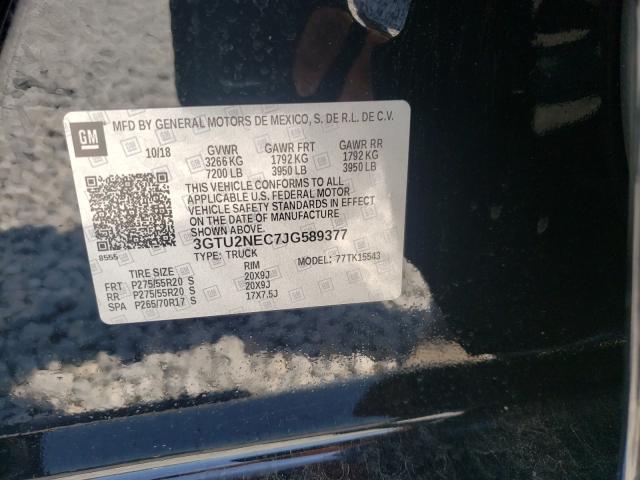 GM
MFD BY GENERAL MOTORS DE MEXICO, S. DE R.L. DE C.V.
10/18 GVWR GAWR FRT GAWR RR
3266 KG 1792 KG 1792 KG
7200 LB 3950 LB 3950 LB
THIS VEHICLE CONFORMS TO ALL
APPLICABLE U.S. FEDERAL MOTOR
VEHICLE SAFETY STANDARDS IN EFFECT
ON THE DATE OF MANUFACTURE
SHOWN ABOVE.
8555 3GTU2NEC7JG589377
TYPE: TRUCK MODEL: 77TK15543
TIRE SIZE RIM
FRT P275/55R20 S 20X9J
RR P275/55R20 S 20X9J
SPA P265/70R17 S 17X7.5J